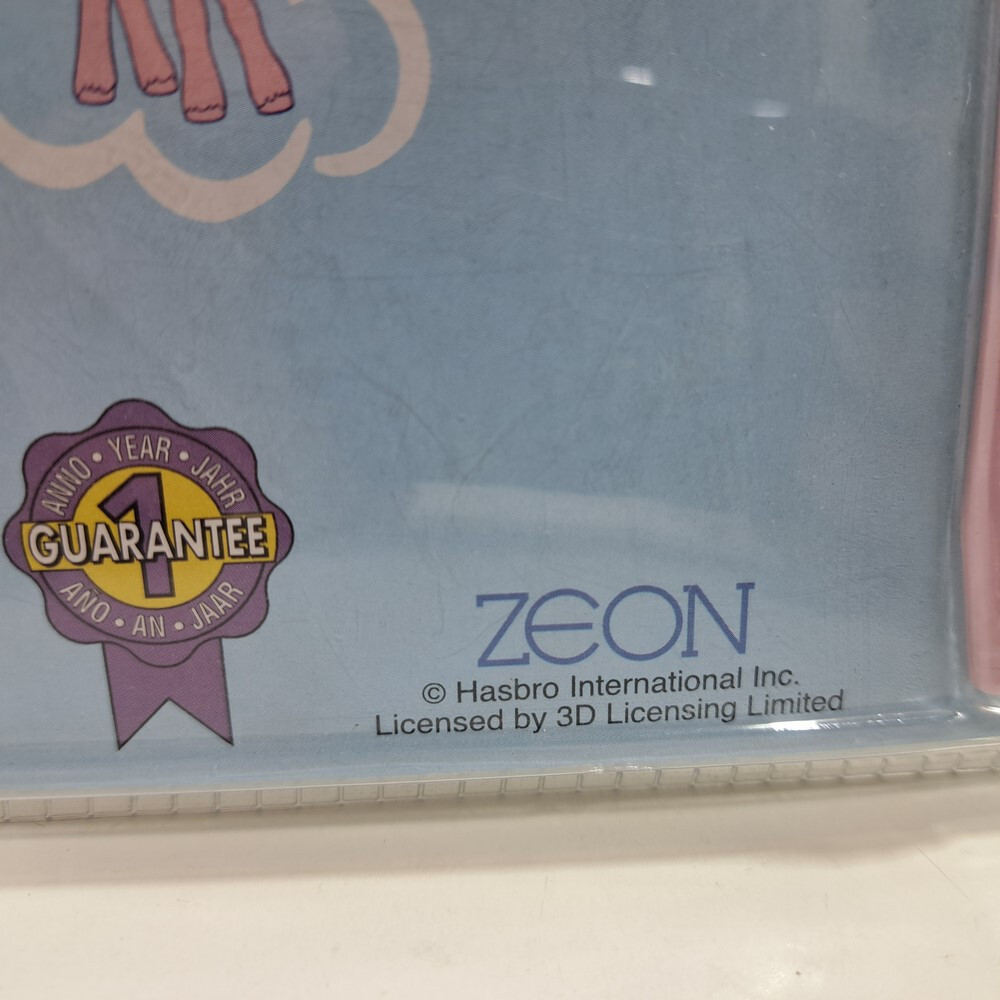 ANNO • YEAR • JAHR
1
GUARANTEE
AÑO • AN • JAAR
ZEON
© Hasbro International Inc.
Licensed by 3D Licensing Limited